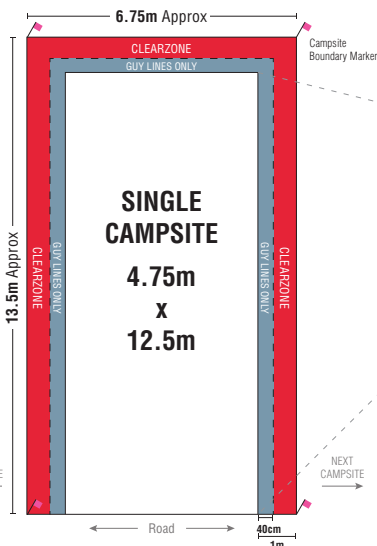 6.75m Approx
CLEARZONE
GUY LINES ONLY
Campsite
Boundary Marker
13.5m Approx
CLEARZONE
GUY LINES ONLY
SINGLE
CAMPSITE
4.75m
x
12.5m
GUY LINES ONLY
CLEARZONE
NEXT
CAMPSITE
Road
40cm
1m